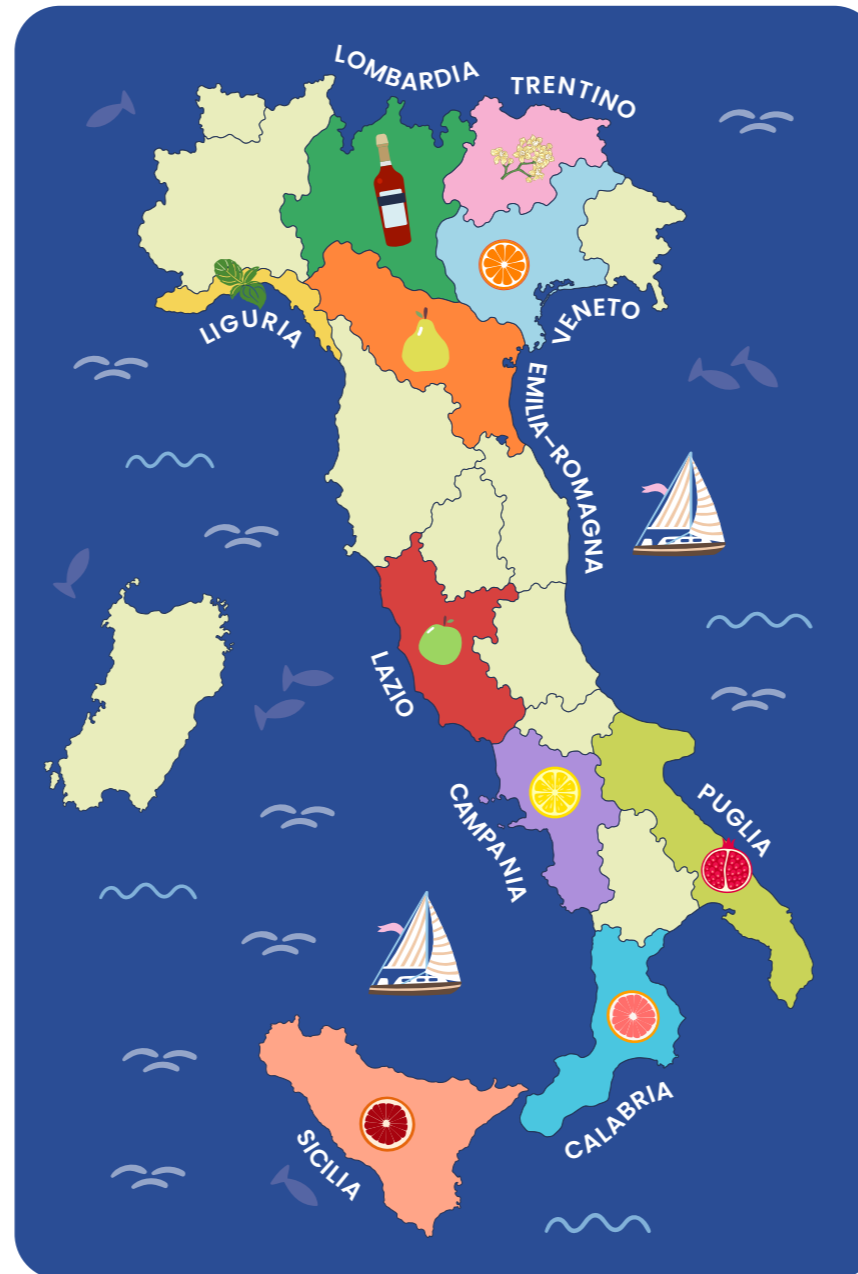 LOMBARDIA
TRENTINO
LIGURIA
VENETO
EMILIA–ROMAGNA
LAZIO
CAMPANIA
PUGLIA
CALABRIA
SICILIA